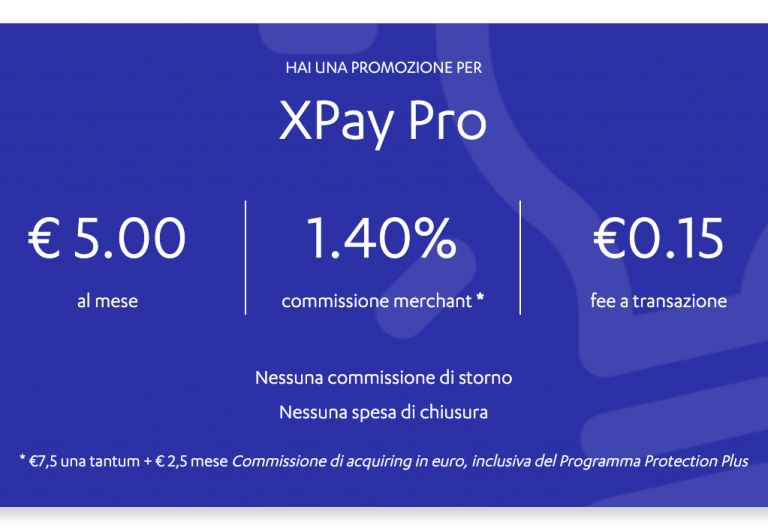 HAI UNA PROMOZIONE PER
XPay Pro
€ 5.00
al mese
1.40%
commissione merchant *
€0.15
fee a transazione
Nessuna commissione di storno
Nessuna spesa di chiusura
* €7,5 una tantum + € 2,5 mese Commissione di acquiring in euro, inclusiva del Programma Protection Plus